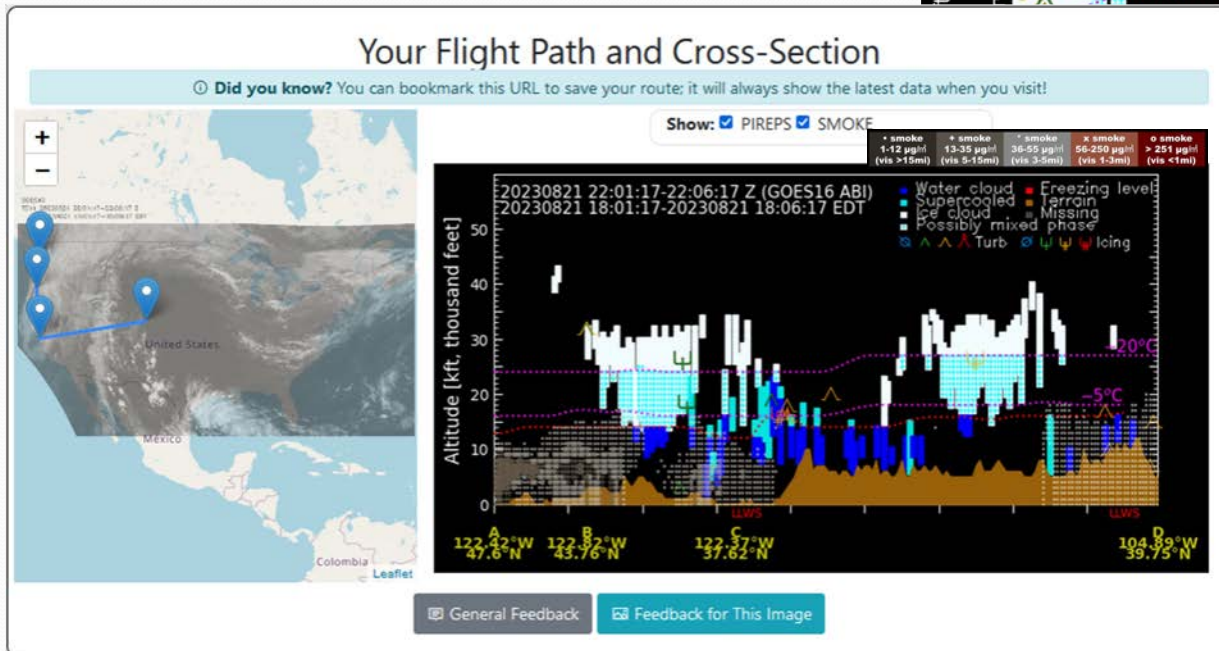 Your Flight Path and Cross-Section
Did you know? You can bookmark this URL to save your route; it will always show the latest data when you visit!
+
−
Show: PIREPS SMOKE
• smoke + smoke * smoke x smoke o smoke
1-12 µg/㎥ 13-35 µg/㎥ 36-55 µg/㎥ 56-250 µg/㎥ > 251 µg/㎥
(vis >15mi) (vis 5-15mi) (vis 3-5mi) (vis 1-3mi) (vis <1mi)
20230821 22:01:17-22:06:17 Z (GOES16 ABI)
20230821 18:01:17-20230821 18:06:17 EDT
Water cloud Freezing level
Supercooled Terrain
Ice cloud Missing
Possibly mixed phase
Turb Icing
Altitude [kft, thousand feet]
50
40
30
20
10
0
−20°C
−5°C
LLWS LLWS
A B C D
122.42°W 122.37°W 104.89°W
47.6°N 43.76°N 37.62°N 39.75°N
United States
México
Colombia
Leaflet
General Feedback Feedback for This Image